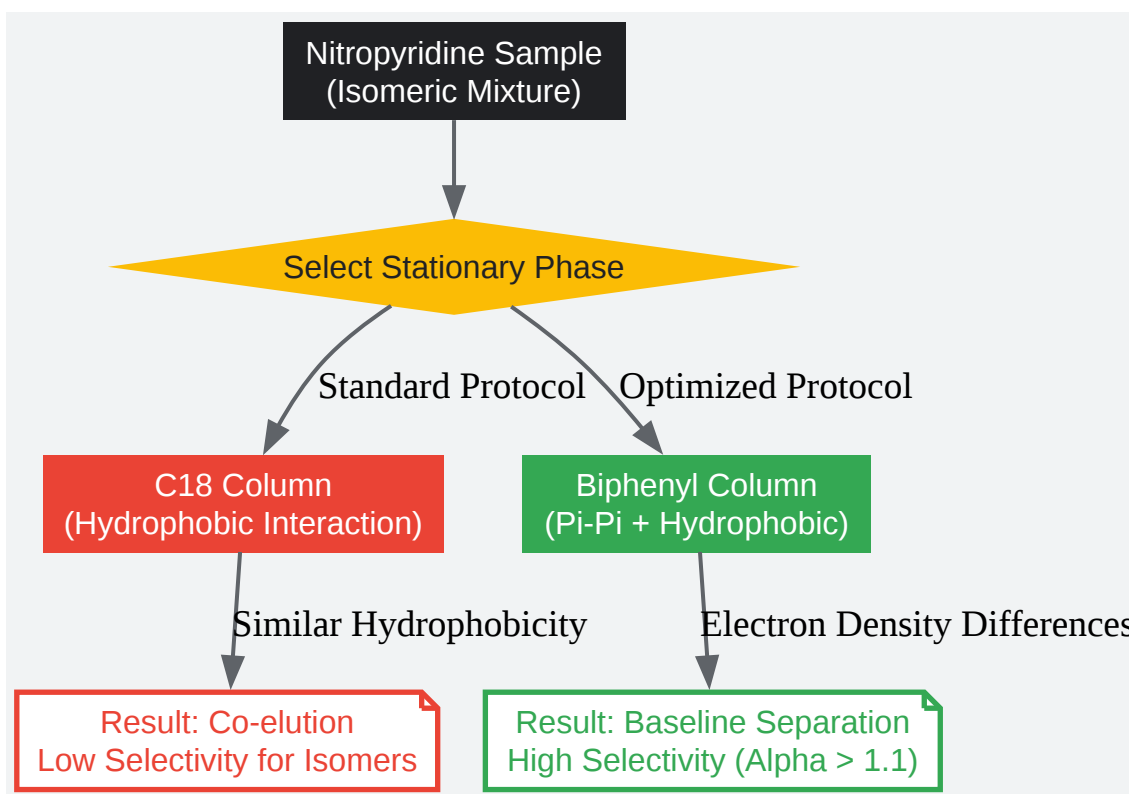 Nitropyridine Sample
(Isomeric Mixture)
Select Stationary Phase
Standard Protocol
Optimized Protocol
C18 Column
(Hydrophobic Interaction)
Biphenyl Column
(Pi-Pi + Hydrophobic)
Similar Hydrophobicity
Electron Density Differences
Result: Co-elution
Low Selectivity for Isomers
Result: Baseline Separation
High Selectivity (Alpha > 1.1)